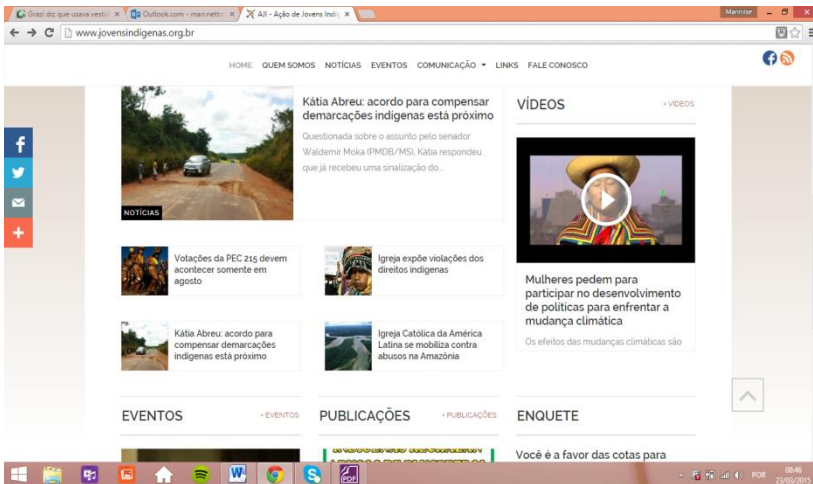 Grazi diz que usava vestid
Outlook.com - mari.netto
AJI - Ação de Jovens Indíg
Mannise
www.jovensindigenas.org.br
HOME QUEM SOMOS NOTÍCIAS EVENTOS COMUNICAÇÃO LINKS FALE CONOSCO
Kátia Abreu: acordo para compensar
demarcações indígenas está próximo
Questionada sobre o assunto pelo senador
Waldemir Moka (PMDB/MS), Kátia respondeu
que já recebeu uma sinalização do...
NOTÍCIAS
Votações da PEC 215 devem
acontecer somente em
agosto
Igreja expõe violações dos
direitos indígenas
Kátia Abreu: acordo para
compensar demarcações
indígenas está próximo
Igreja Católica da América
Latina se mobiliza contra
abusos na Amazônia
VÍDEOS
+ VÍDEOS
Mulheres pedem para
participar no desenvolvimento
de políticas para enfrentar a
mudança climática
Os efeitos das mudanças climáticas são
EVENTOS
+ EVENTOS
PUBLICAÇÕES
+ PUBLICAÇÕES
ENQUETE
Você é a favor das cotas para
PDF
POR
08:46
23/03/2015